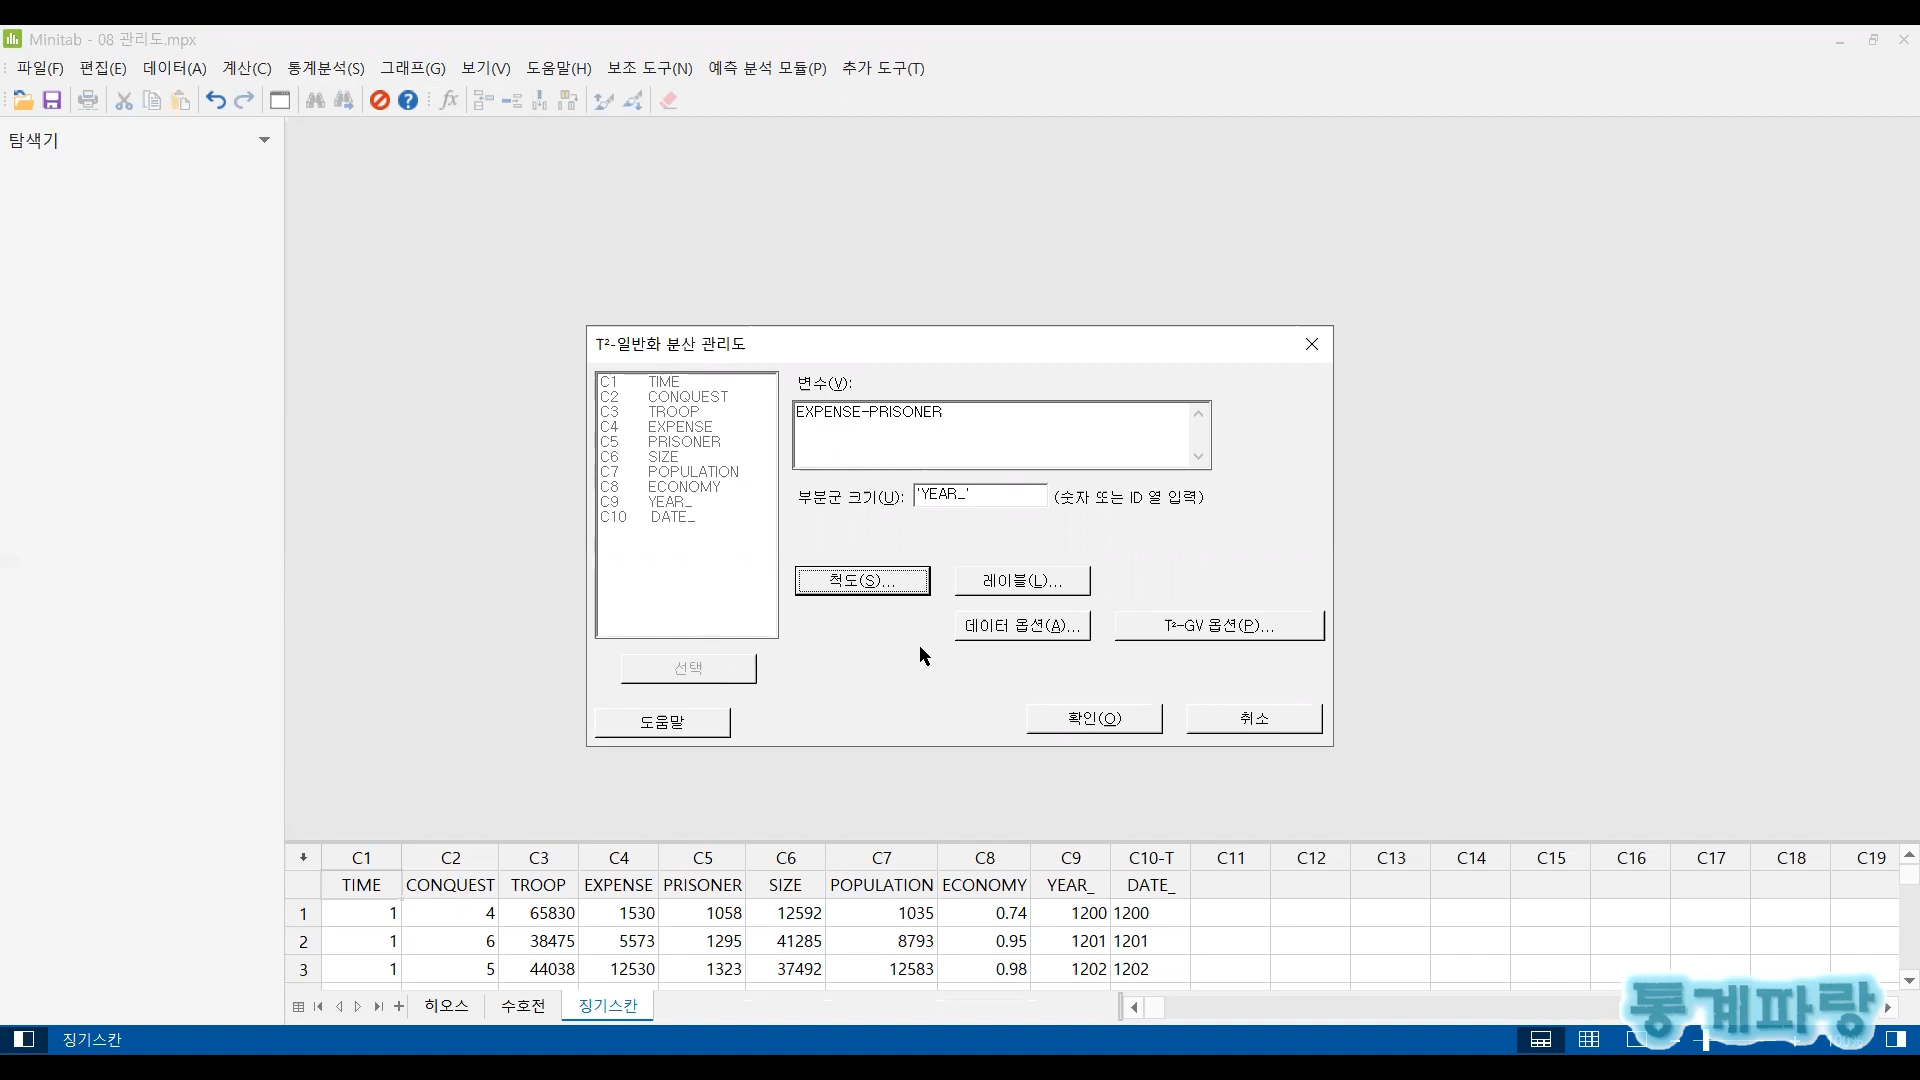 Minitab - 08 관리도.mpx
파일(F) 편집(E) 데이터(A) 계산(C) 통계분석(S) 그래프(G) 보기(V) 도움말(H) 보조 도구(N) 예측 분석 모듈(P) 추가 도구(T)
탐색기
T²-일반화 분산 관리도
C1 TIME
C2 CONQUEST
C3 TROOP
C4 EXPENSE
C5 PRISONER
C6 SIZE
C7 POPULATION
C8 ECONOMY
C9 YEAR_
C10 DATE_
변수(V):
EXPENSE-PRISONER
부분군 크기(U): 'YEAR_' (숫자 또는 ID 열 입력)
척도(S)... 레이블(L)...
데이터 옵션(A)... T²-GV 옵션(P)...
선택
도움말 확인(O) 취소
C1 C2 C3 C4 C5 C6 C7 C8 C9 C10-T C11 C12 C13 C14 C15 C16 C17 C18 C19
TIME CONQUEST TROOP EXPENSE PRISONER SIZE POPULATION ECONOMY YEAR_ DATE_
1 1 4 65830 1530 1058 12592 1035 0.74 1200 1200
2 1 6 38475 5573 1295 41285 8793 0.95 1201 1201
3 1 5 44038 12530 1323 37492 12583 0.98 1202 1202
히오스 수호전 징기스칸
통계파랑
징기스칸